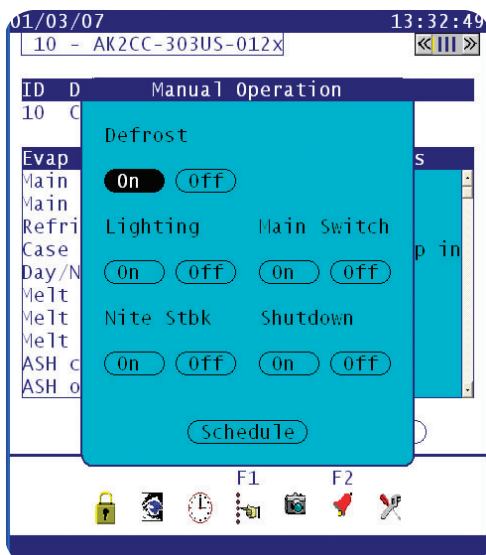 01/03/07 13:32:49
10 - AK2CC-303US-012x
ID D Manual Operation
10 C
Defrost
Evap s
Main On Off
Main
Refri Lighting Main Switch
Case p in
Day/N On Off On Off
Melt
Melt Nite Stbk Shutdown
Melt
ASH c On Off On Off
ASH o
Schedule
F1 F2